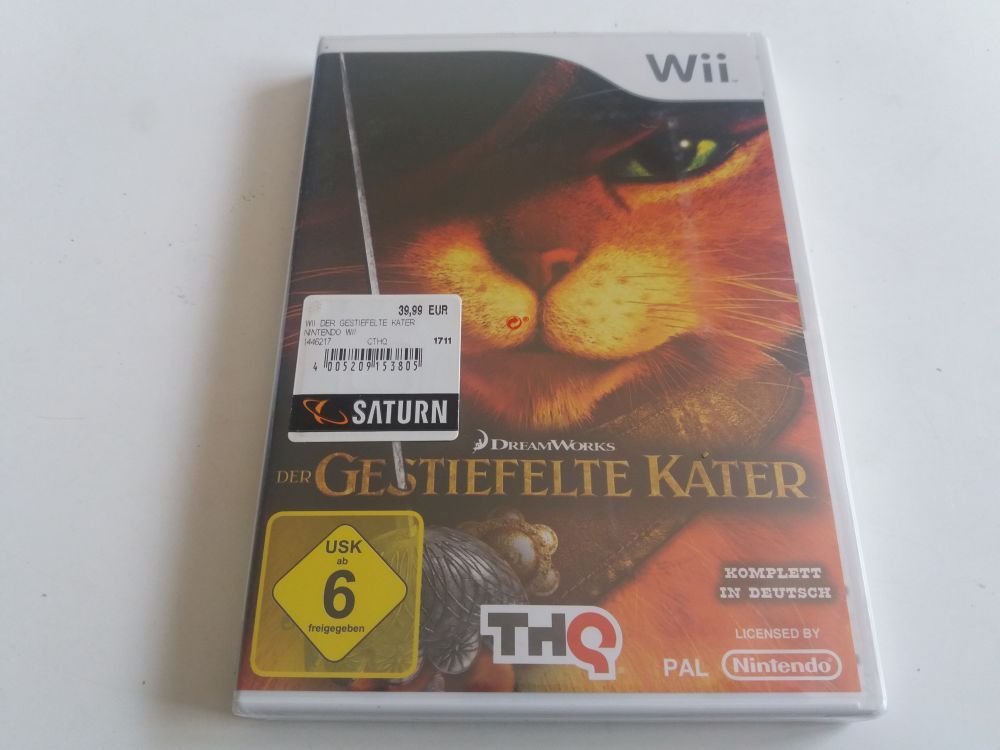 Wii
39,99 EUR
WII DER GESTIEFELTE KATER
NINTENDO WII
1446217 CTHQ 1711
4 005209 153805
SATURN
DREAMWORKS
DER GESTIEFELTE KATER
USK
ab
6
freigegeben
KOMPLETT
IN DEUTSCH
THQ
LICENSED BY
PAL Nintendo